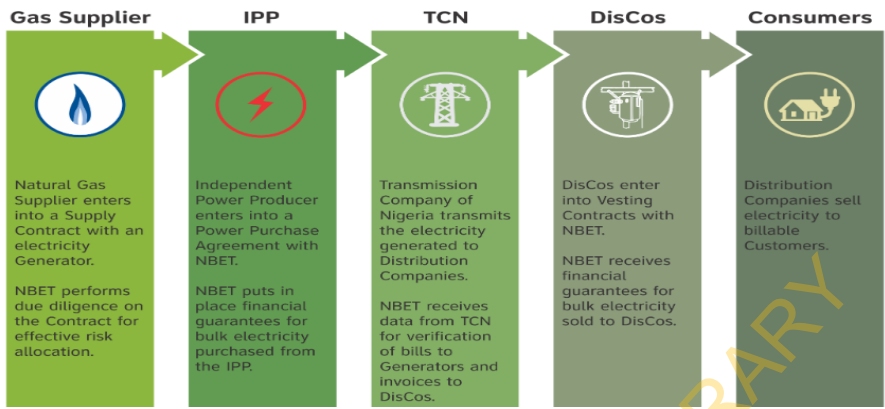 Gas Supplier
IPP
TCN
DisCos
Consumers
Natural Gas
Supplier enters
into a Supply
Contract with an
electricity
Generator.
NBET performs
due diligence on
the Contract for
effective risk
allocation.
Independent
Power Producer
enters into a
Power Purchase
Agreement with
NBET.
NBET puts in
place financial
guarantees for
bulk electricity
purchased from
the IPP.
Transmission
Company of
Nigeria transmits
the electricity
generated to
Distribution
Companies.
NBET receives
data from TCN
for verification
of bills to
Generators and
invoices to
DisCos.
DisCos enter
into Vesting
Contracts with
NBET.
NBET receives
financial
guarantees for
bulk electricity
sold to DisCos.
Distribution
Companies sell
electricity to
billable
Customers.